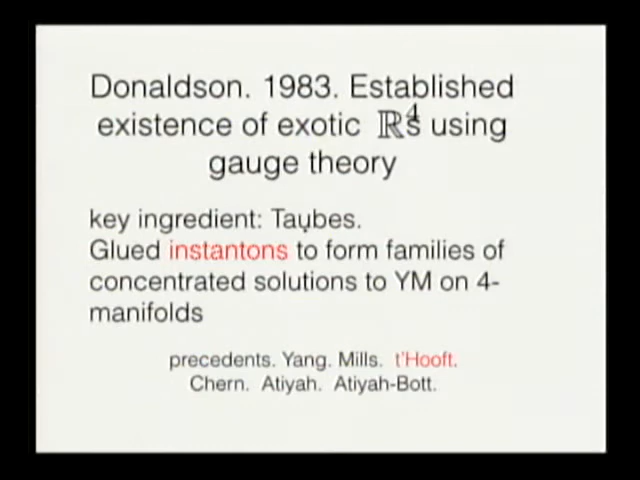 Donaldson. 1983. Established
existence of exotic ℝ⁴s using
gauge theory
key ingredient: Taubes.
Glued instantons to form families of
concentrated solutions to YM on 4-
manifolds
precedents. Yang. Mills. t'Hooft.
Chern. Atiyah. Atiyah-Bott.